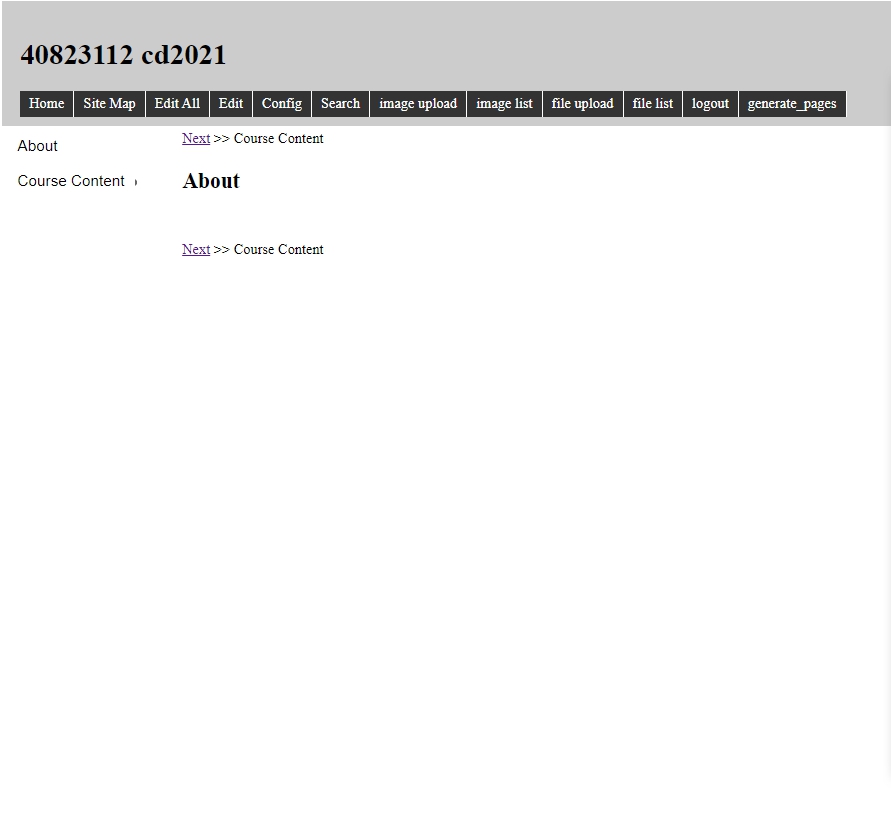 40823112 cd2021
Home Site Map Edit All Edit Config Search image upload image list file upload file list logout generate_pages
About
Course Content
Next >> Course Content
About
Next >> Course Content